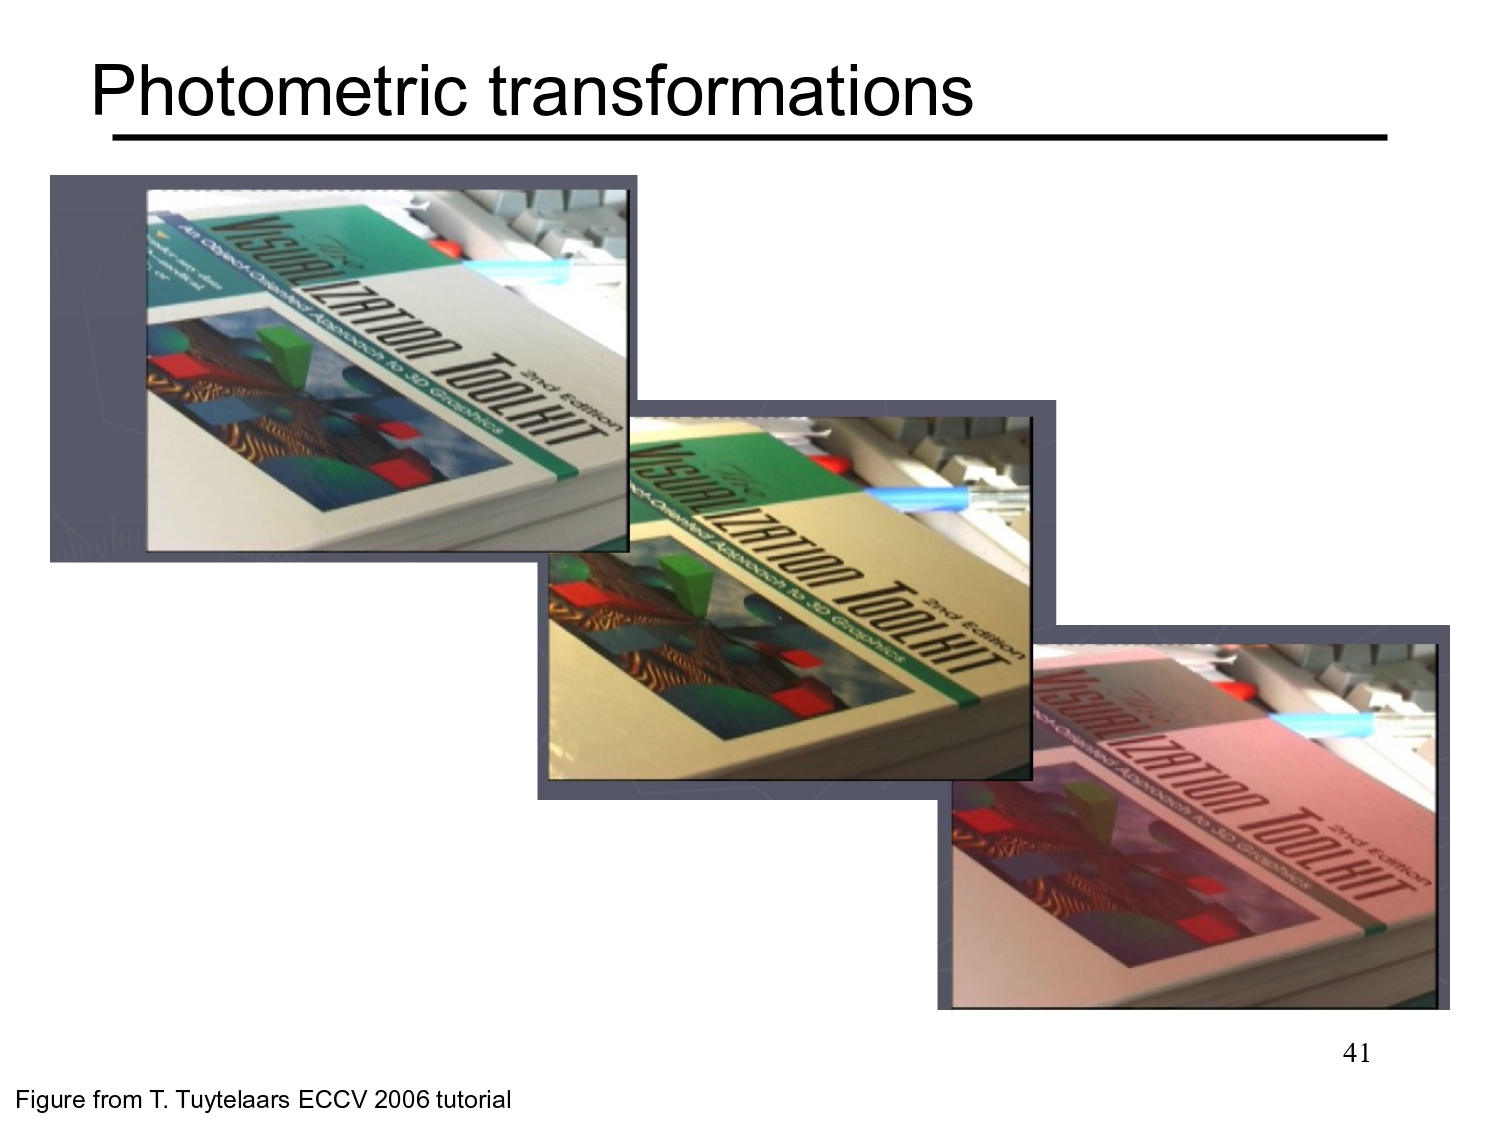 Photometric transformations
The
VISUALIZATION TOOLKIT
2nd Edition
An Object-Oriented Approach to 3D Graphics
The
VISUALIZATION TOOLKIT
2nd Edition
ject-Oriented Approach to 3D Graphics
The
VISUALIZATION TOOLKIT
2nd Edition
ject-Oriented Approach to 3D Graphics
41
Figure from T. Tuytelaars ECCV 2006 tutorial